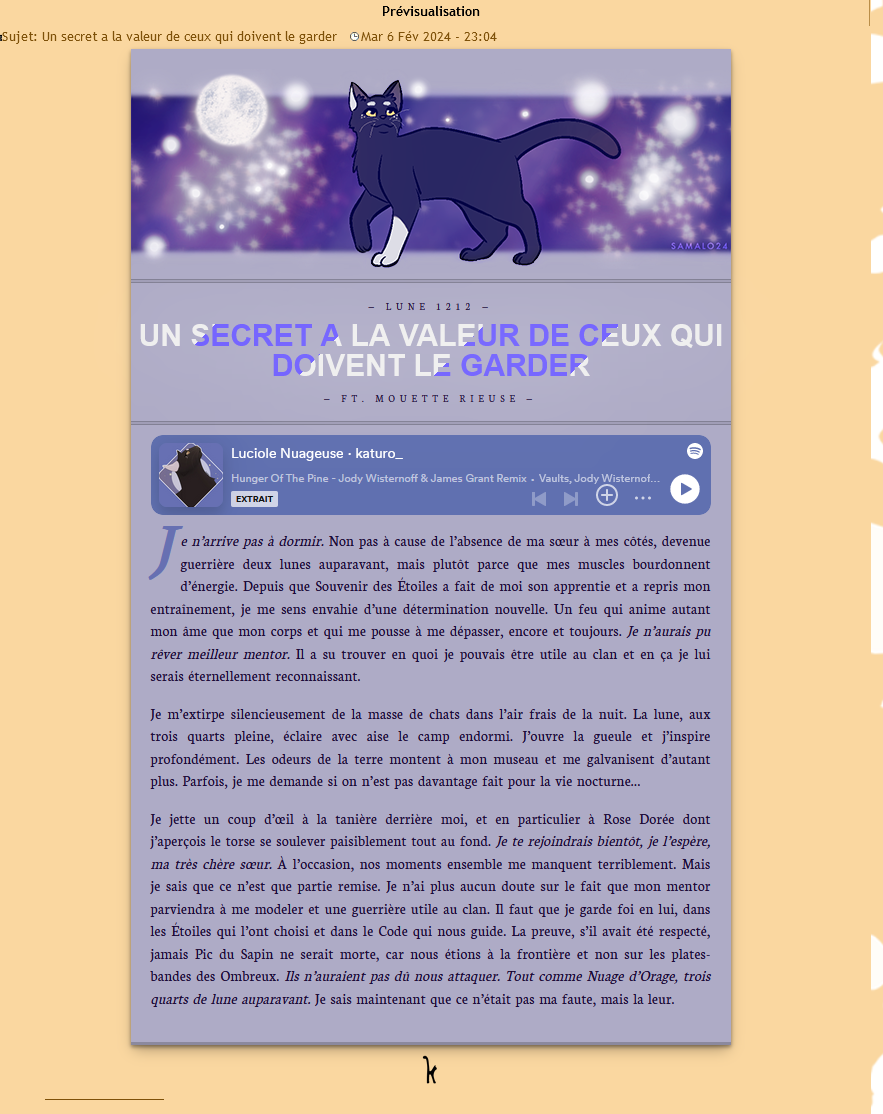 Prévisualisation
Sujet: Un secret a la valeur de ceux qui doivent le garder Mar 6 Fév 2024 - 23:04
SAMALO24
– LUNE 1212 –
UN SECRET A LA VALEUR DE CEUX QUI
DOIVENT LE GARDER
– FT. MOUETTE RIEUSE –
Luciole Nuageuse · katuro_
Hunger Of The Pine - Jody Wisternoff & James Grant Remix • Vaults, Jody Wisternof...
EXTRAIT
Je n’arrive pas à dormir. Non pas à cause de l’absence de ma sœur à mes côtés, devenue
guerrière deux lunes auparavant, mais plutôt parce que mes muscles bourdonnent
d’énergie. Depuis que Souvenir des Étoiles a fait de moi son apprentie et a repris mon
entraînement, je me sens envahie d’une détermination nouvelle. Un feu qui anime autant
mon âme que mon corps et qui me pousse à me dépasser, encore et toujours. Je n’aurais pu
rêver meilleur mentor. Il a su trouver en quoi je pouvais être utile au clan et en ça je lui
serais éternellement reconnaissant.
Je m’extirpe silencieusement de la masse de chats dans l’air frais de la nuit. La lune, aux
trois quarts pleine, éclaire avec aise le camp endormi. J’ouvre la gueule et j’inspire
profondément. Les odeurs de la terre montent à mon museau et me galvanisent d’autant
plus. Parfois, je me demande si on n’est pas davantage fait pour la vie nocturne...
Je jette un coup d’œil à la tanière derrière moi, et en particulier à Rose Dorée dont
j’aperçois le torse se soulever paisiblement tout au fond. Je te rejoindrais bientôt, je l’espère,
ma très chère sœur. À l’occasion, nos moments ensemble me manquent terriblement. Mais
je sais que ce n’est que partie remise. Je n’ai plus aucun doute sur le fait que mon mentor
parviendra à me modeler et une guerrière utile au clan. Il faut que je garde foi en lui, dans
les Étoiles qui l’ont choisi et dans le Code qui nous guide. La preuve, s’il avait été respecté,
jamais Pic du Sapin ne serait morte, car nous étions à la frontière et non sur les plates-
bandes des Ombreux. Ils n’auraient pas dû nous attaquer. Tout comme Nuage d’Orage, trois
quarts de lune auparavant. Je sais maintenant que ce n’était pas ma faute, mais la leur.
k